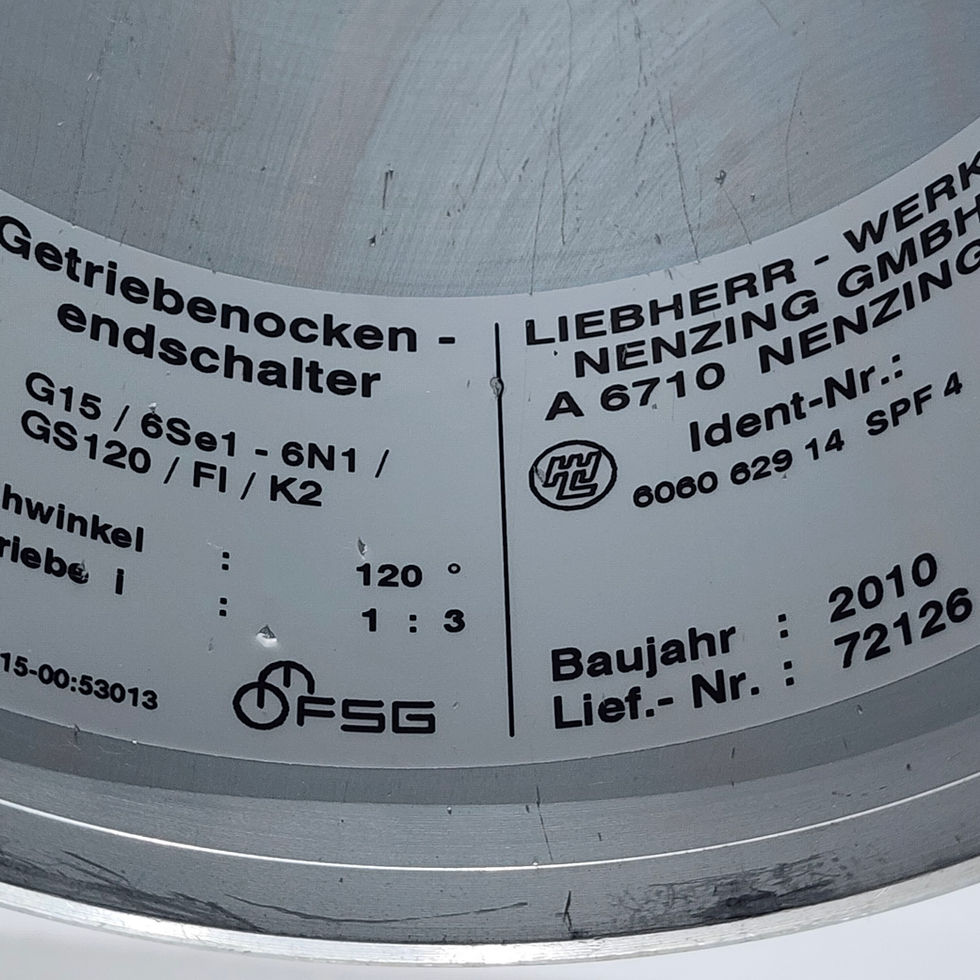 Getriebenocken -
endschalter
G15 / 6Se1 - 6N1 /
GS120 / FI / K2
hwinkel : 120 °
riebe i : 1 : 3
15-00:53013
FSG
LIEBHERR - WERK
NENZING GMBH
A 6710 NENZING
Ident-Nr.:
6060 629 14 SPF 4
Baujahr : 2010
Lief.- Nr. : 72126